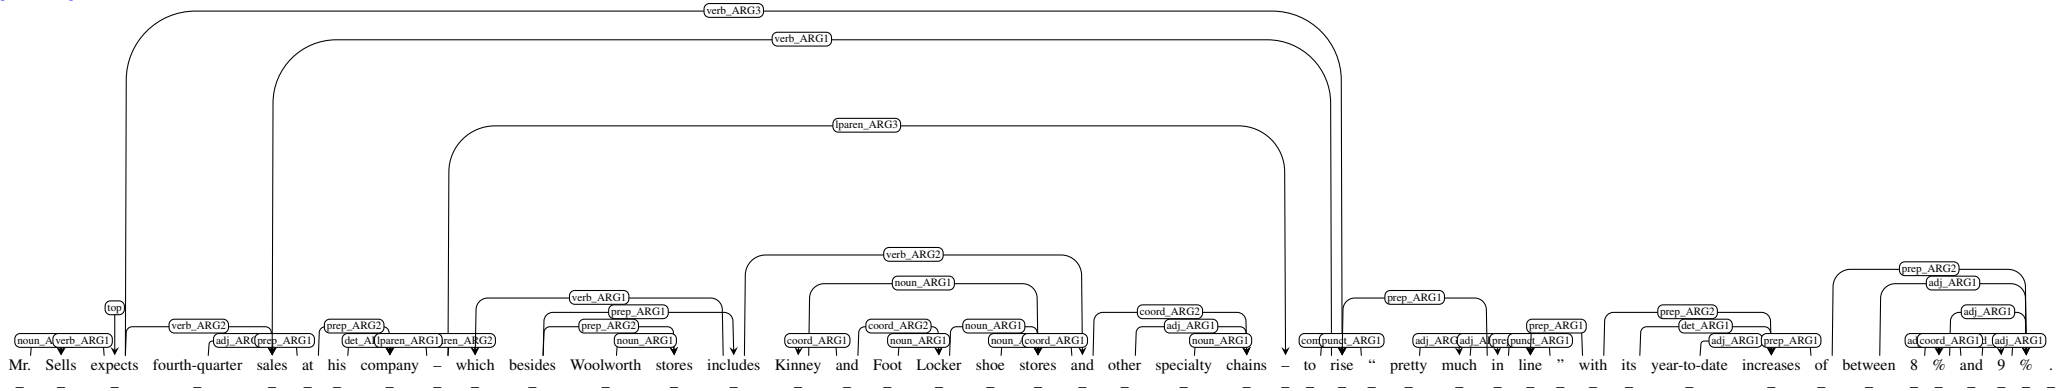 verb_ARG3
verb_ARG1
lparen_ARG3
verb_ARG2
prep_ARG2
noun_ARG1 adj_ARG1
verb_ARG1 prep_ARG1
top prep_ARG1 coord_ARG2 prep_ARG2 adj_ARG1
verb_ARG2 prep_ARG2 prep_ARG2 coord_ARG2 noun_ARG1 adj_ARG1 prep_ARG1 det_ARG1
verb_ARG1 prep_ARG1 lparen_ARG1 noun_ARG1 coord_ARG1 noun_ARG1 coord_ARG1 noun_ARG1 punct_ARG1 punct_ARG1 adj_ARG1 prep_ARG1 coord_ARG1 adj_ARG1
Mr. Sells expects fourth-quarter sales at his company – which besides Woolworth stores includes Kinney and Foot Locker shoe stores and other specialty chains – to rise “ pretty much in line ” with its year-to-date increases of between 8 % and 9 % .